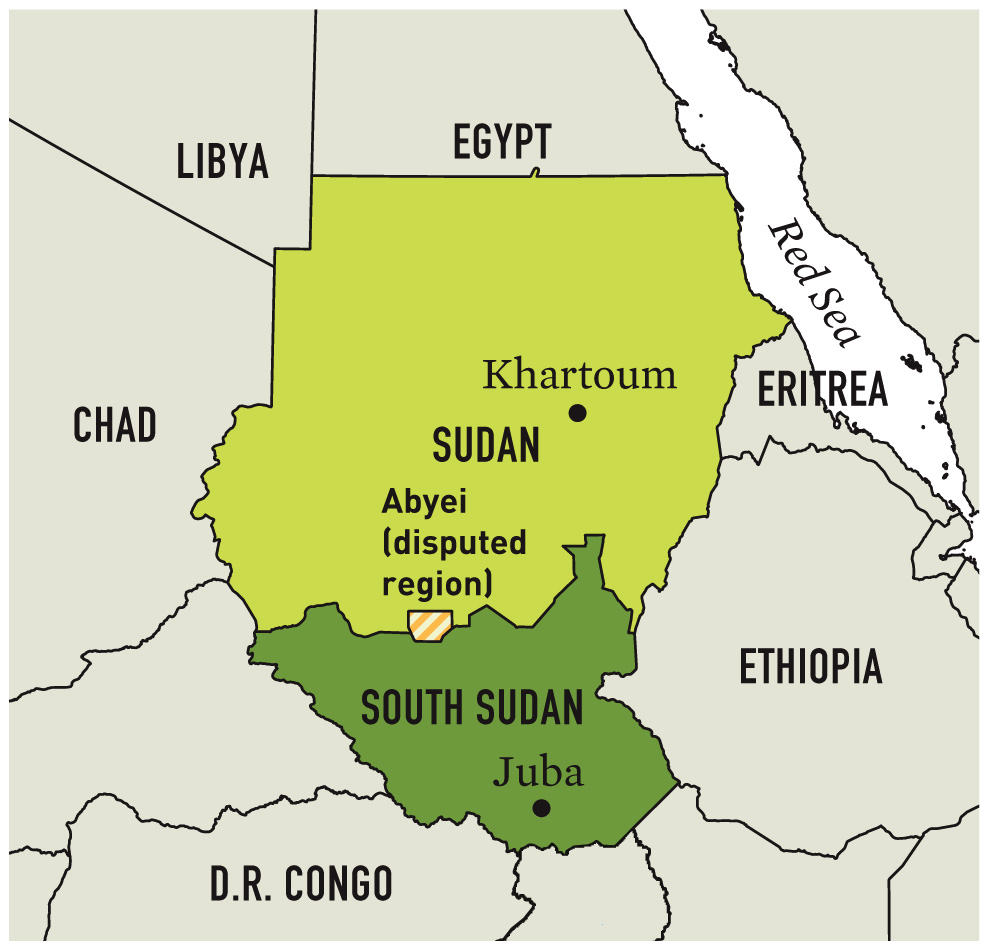 EGYPT
LIBYA
Red Sea
Khartoum
ERITREA
CHAD
SUDAN
Abyei
(disputed
region)
ETHIOPIA
SOUTH SUDAN
Juba
D.R. CONGO